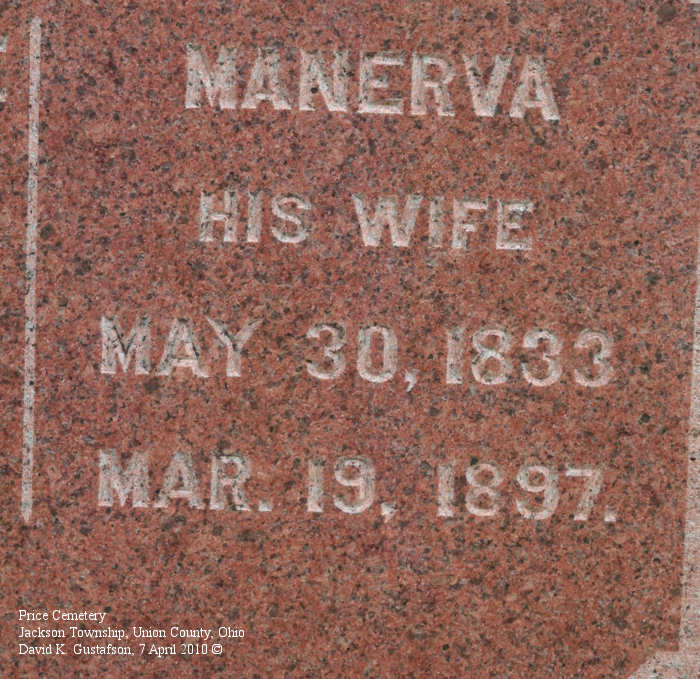 MANERVA
HIS WIFE
MAY 30, 1833
MAR. 19, 1897.
Price Cemetery
Jackson Township, Union County, Ohio
David K. Gustafson, 7 April 2010 ©